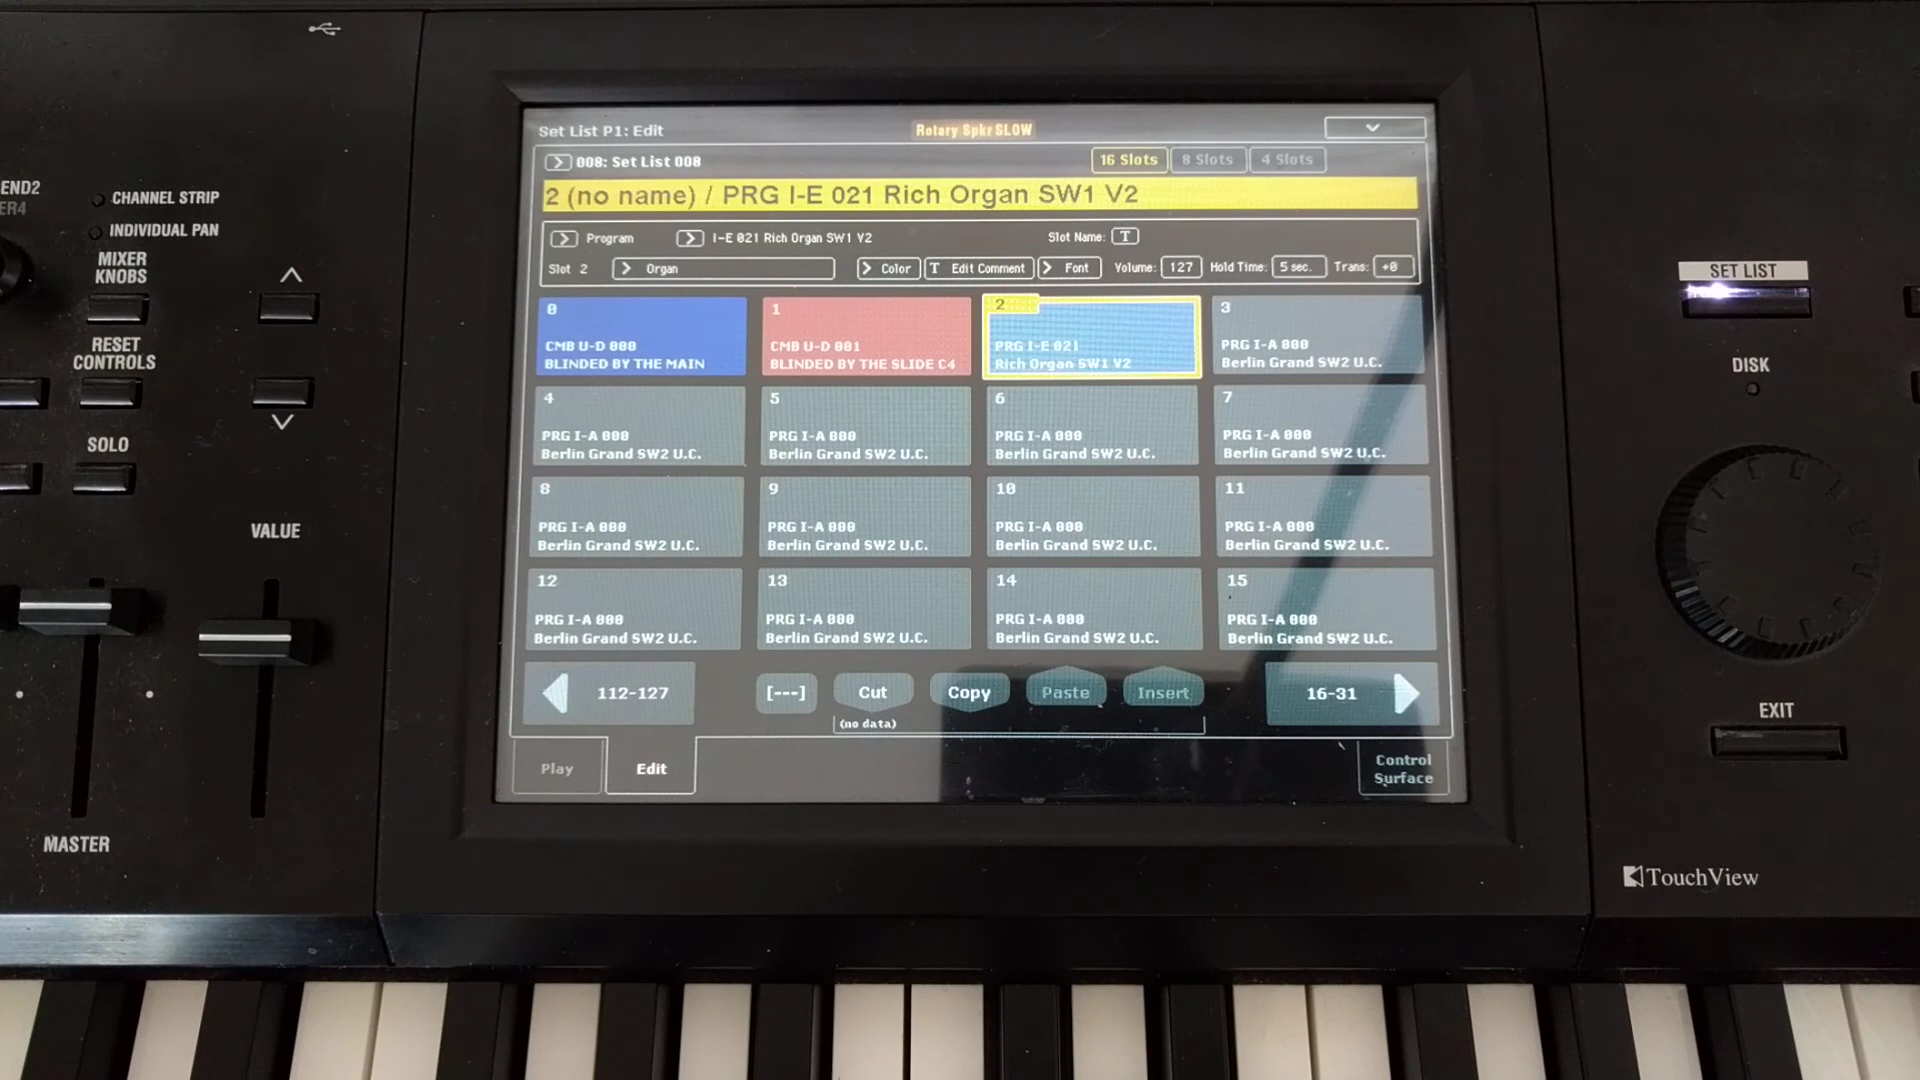 END2
ER4
CHANNEL STRIP
INDIVIDUAL PAN
MIXER
KNOBS
RESET
CONTROLS
SOLO
VALUE
MASTER
Set List P1: Edit
Rotary Spkr SLOW
008: Set List 008
16 Slots
8 Slots
4 Slots
2 (no name) / PRG I-E 021 Rich Organ SW1 V2
Program
I-E 021 Rich Organ SW1 V2
Slot Name: T
Slot 2
Organ
Color
T Edit Comment
Font
Volume: 127
Hold Time: 5 sec.
Trans: +0
0
CMB U-D 000
BLINDED BY THE MAIN
1
CMB U-D 001
BLINDED BY THE SLIDE C4
2
PRG I-E 021
Rich Organ SW1 V2
3
PRG I-A 000
Berlin Grand SW2 U.C.
4
PRG I-A 000
Berlin Grand SW2 U.C.
5
PRG I-A 000
Berlin Grand SW2 U.C.
6
PRG I-A 000
Berlin Grand SW2 U.C.
7
PRG I-A 000
Berlin Grand SW2 U.C.
8
PRG I-A 000
Berlin Grand SW2 U.C.
9
PRG I-A 000
Berlin Grand SW2 U.C.
10
PRG I-A 000
Berlin Grand SW2 U.C.
11
PRG I-A 000
Berlin Grand SW2 U.C.
12
PRG I-A 000
Berlin Grand SW2 U.C.
13
PRG I-A 000
Berlin Grand SW2 U.C.
14
PRG I-A 000
Berlin Grand SW2 U.C.
15
PRG I-A 000
Berlin Grand SW2 U.C.
112-127
[---]
Cut
Copy
Paste
Insert
16-31
(no data)
Play
Edit
Control
Surface
SET LIST
DISK
EXIT
TouchView